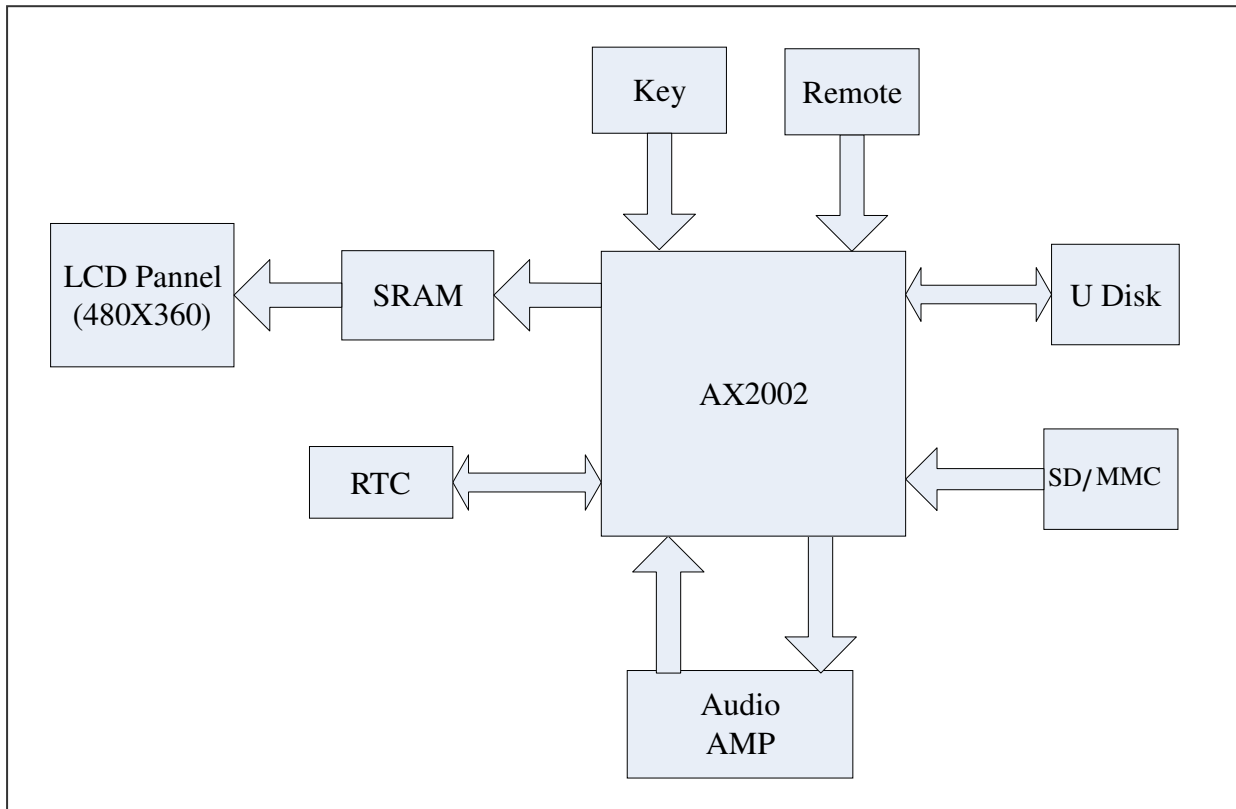 Key
Remote
LCD Pannel
(480X360)
SRAM
U Disk
AX2002
RTC
SD/MMC
Audio
AMP